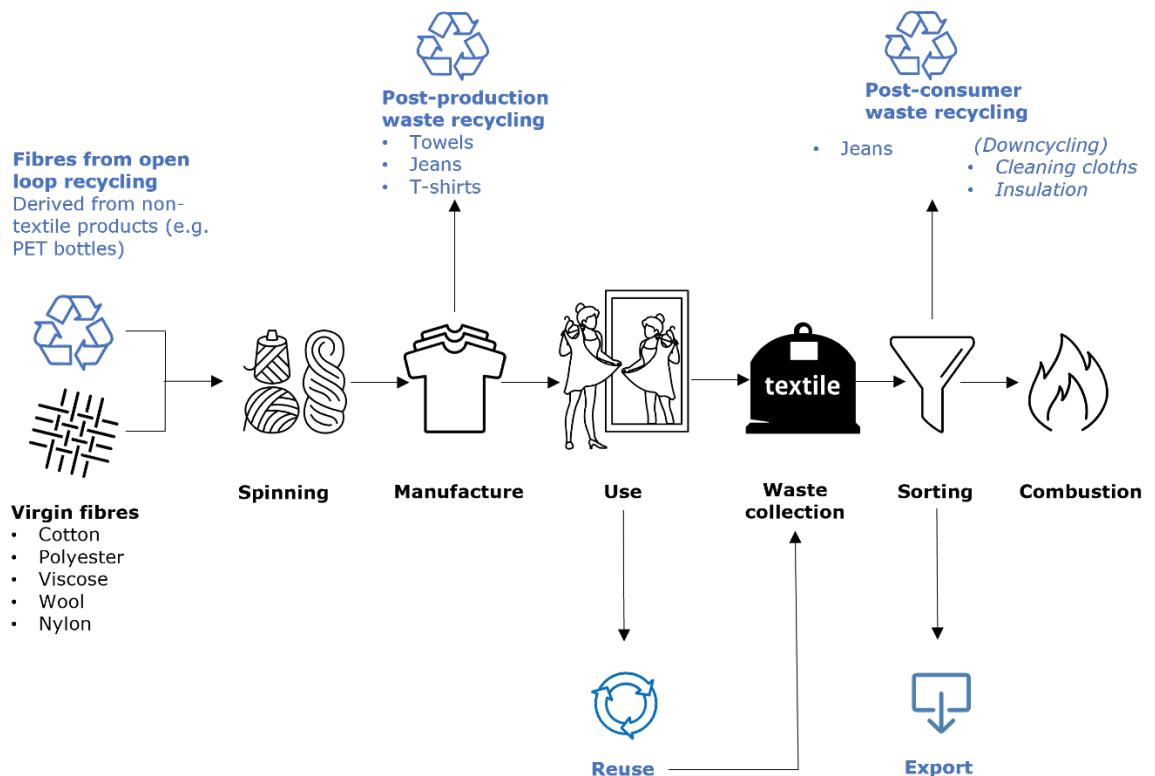 Post-production
waste recycling
• Towels
• Jeans
• T-shirts
Post-consumer
waste recycling
• Jeans
(Downcycling)
• Cleaning cloths
• Insulation
Fibres from open
loop recycling
Derived from non-
textile products (e.g.
PET bottles)
textile
Spinning
Manufacture
Use
Waste
collection
Sorting
Combustion
Virgin fibres
• Cotton
• Polyester
• Viscose
• Wool
• Nylon
Reuse
Export